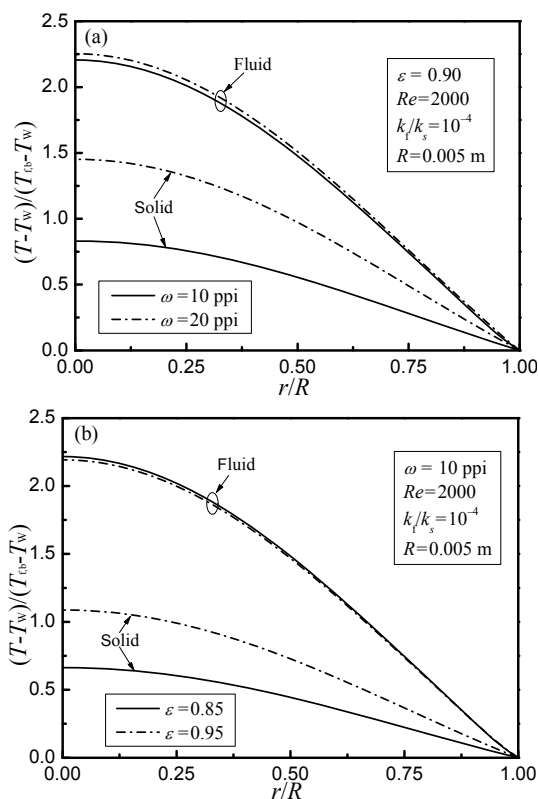 (a)
Fluid
ε = 0.90
Re=2000
k_f/k_s=10⁻⁴
R=0.005 m
Solid
ω =10 ppi
ω =20 ppi
(T-T_w)/(T_f,b-T_w)
2.5
2.0
1.5
1.0
0.5
0.0
0.00 0.25 0.50 0.75 1.00
r/R
(b)
Fluid
ω = 10 ppi
Re=2000
k_f/k_s=10⁻⁴
R=0.005 m
Solid
ε =0.85
ε =0.95
(T-T_w)/(T_f,b-T_w)
2.5
2.0
1.5
1.0
0.5
0.0
0.00 0.25 0.50 0.75 1.00
r/R